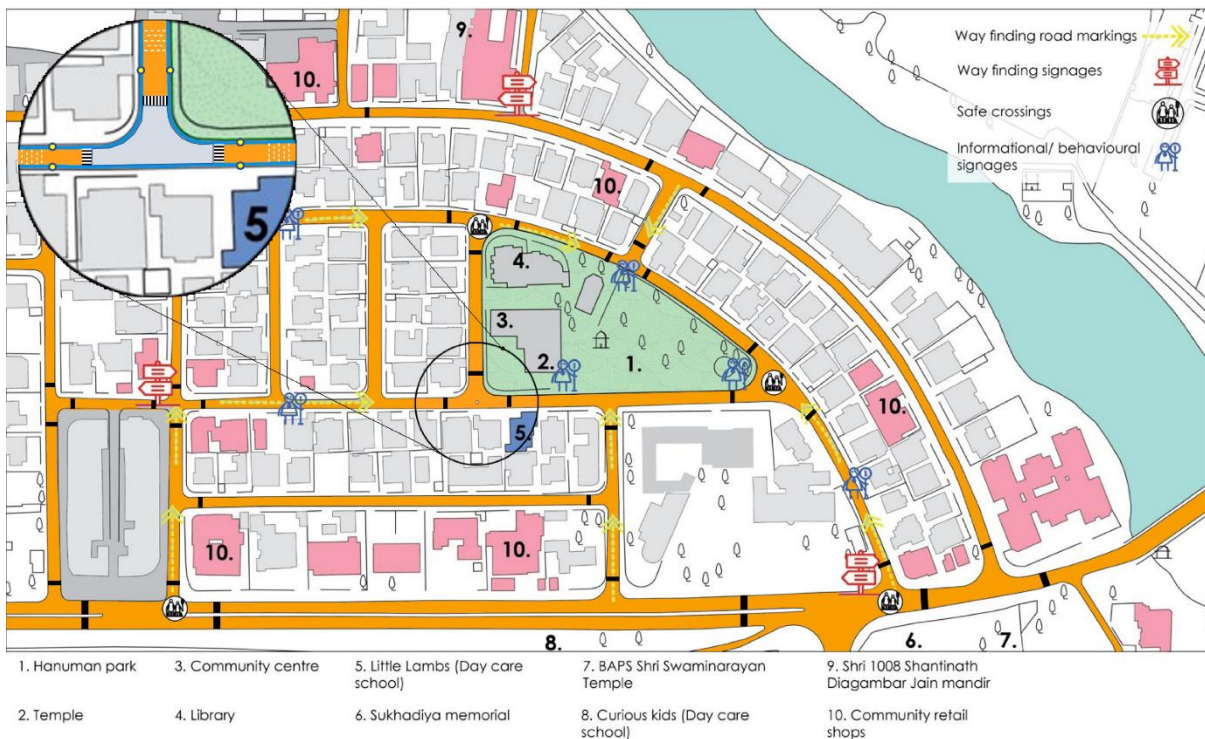 9.
10.
10.
5
4.
3.
2.
1.
5.
10.
10.
10.
8.
6.
7.
Way finding road markings
Way finding signages
Safe crossings
Informational/ behavioural
signages
1. Hanuman park
2. Temple
3. Community centre
4. Library
5. Little Lambs (Day care
school)
6. Sukhadiya memorial
7. BAPS Shri Swaminarayan
Temple
8. Curious kids (Day care
school)
9. Shri 1008 Shantinath
Diagambar Jain mandir
10. Community retail
shops